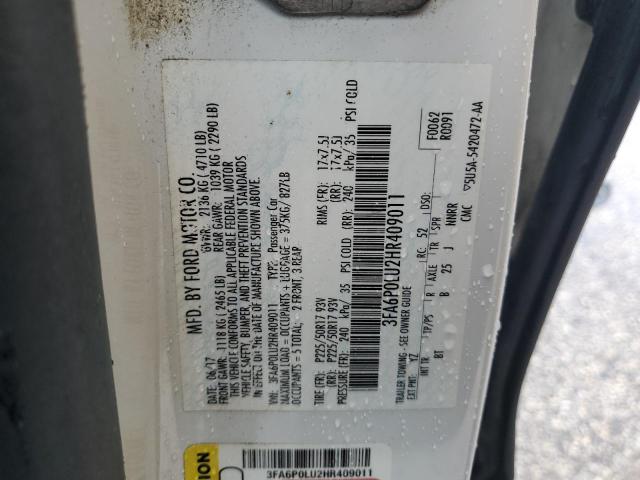 MFD. BY FORD MOTOR CO.
DATE: 06/17 GVWR: 2136 KG ( 4710 LB)
FRONT GAWR: 1118 KG ( 2465 LB) REAR GAWR: 1039 KG ( 2290 LB)
THIS VEHICLE CONFORMS TO ALL APPLICABLE FEDERAL MOTOR
VEHICLE SAFETY, BUMPER, AND THEFT PREVENTION STANDARDS
IN EFFECT ON THE DATE OF MANUFACTURE SHOWN ABOVE.
VIN: 3FA6P0LU2HR409011 TYPE: Passenger Car
MAXIMUM LOAD = OCCUPANTS + LUGGAGE = 375KG/ 827LB
OCCUPANTS = 5 TOTAL; - 2 FRONT, 3 REAR
TIRE (FR): P225/50R17 93V RIMS (FR): 17x7.5J
TIRE (RR): P225/50R17 93V (RR): 17x7.5J
PRESSURE (FR): 240 kPa/ 35 PSI COLD (RR): 240 kPa/ 35 PSI COLD
3FA6P0LU2HR409011
TRAILER TOWING - SEE OWNER GUIDE F0062
R0091
EXT PNT: YZ RC: 52 DSO:
INT TR TP/PS R AXLE TR SPR
BT B 25 J NNRR CMC 5U5A-5420472-AA
3FA6P0LU2HR409011